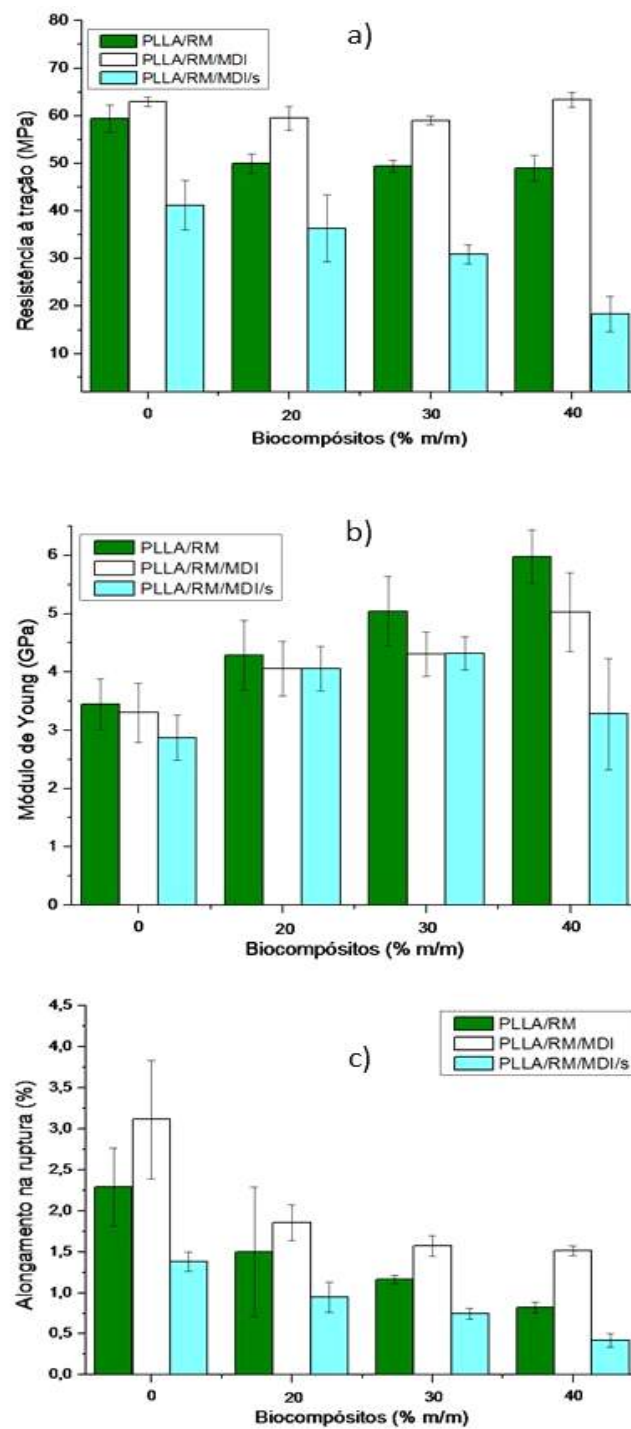 a)
PLLA/RM
PLLA/RM/MDI
PLLA/RM/MDI/s
Resistência à tração (MPa)
80
70
60
50
40
30
20
10
0 20 30 40
Biocompósitos (% m/m)
b)
PLLA/RM
PLLA/RM/MDI
PLLA/RM/MDI/s
Módulo de Young (GPa)
6
5
4
3
2
1
0
0 20 30 40
Biocompósitos (% m/m)
c)
PLLA/RM
PLLA/RM/MDI
PLLA/RM/MDI/s
Alongamento na ruptura (%)
4,5
4,0
3,5
3,0
2,5
2,0
1,5
1,0
0,5
0,0
0 20 30 40
Biocompósitos (% m/m)